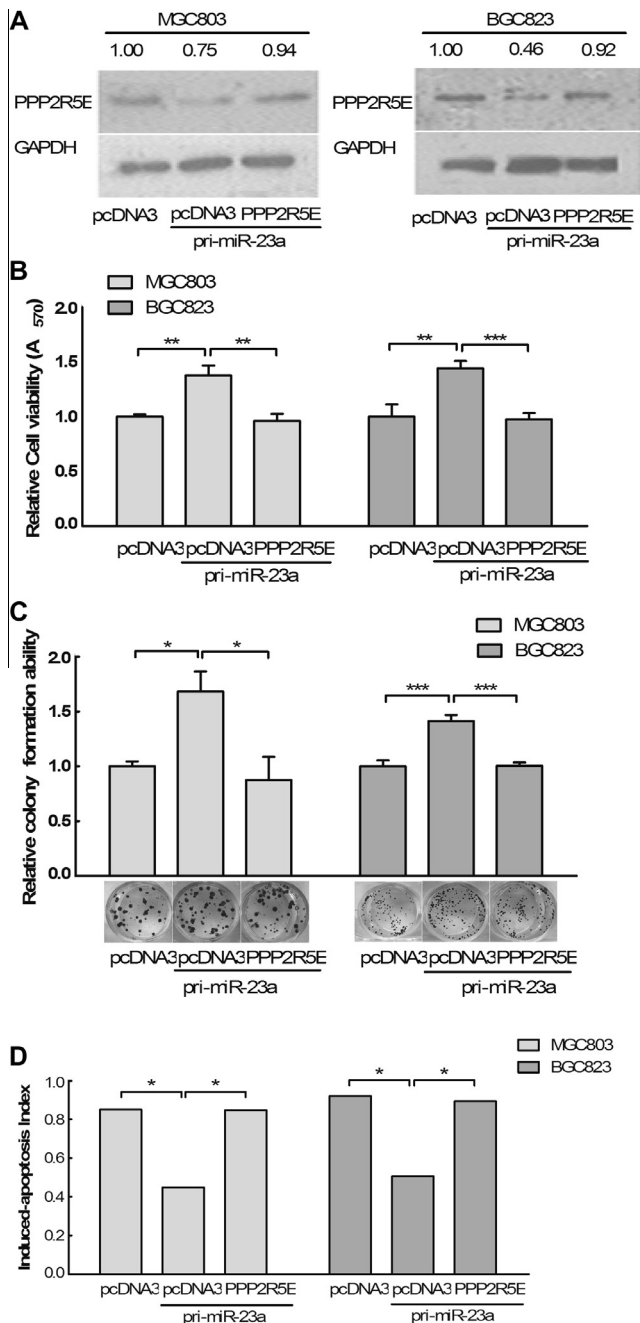 A
MGC803
BGC823
1.00 0.75 0.94
1.00 0.46 0.92
PPP2R5E
PPP2R5E
GAPDH
GAPDH
pcDNA3 pcDNA3 PPP2R5E
pri-miR-23a
pcDNA3 pcDNA3 PPP2R5E
pri-miR-23a
B
MGC803
BGC823
Relative Cell viability (A 570)
2.0
1.5
1.0
0.5
0.0
** **
** ***
pcDNA3 pcDNA3 PPP2R5E
pri-miR-23a
pcDNA3 pcDNA3 PPP2R5E
pri-miR-23a
C
MGC803
BGC823
Relative colony formation ability
2.0
1.5
1.0
0.5
0.0
* *
*** ***
pcDNA3 pcDNA3 PPP2R5E
pri-miR-23a
pcDNA3 pcDNA3 PPP2R5E
pri-miR-23a
D
MGC803
BGC823
Induced-apoptosis Index
1.0
0.8
0.6
0.4
0.2
0.0
* *
* *
pcDNA3 pcDNA3 PPP2R5E
pri-miR-23a
pcDNA3 pcDNA3 PPP2R5E
pri-miR-23a